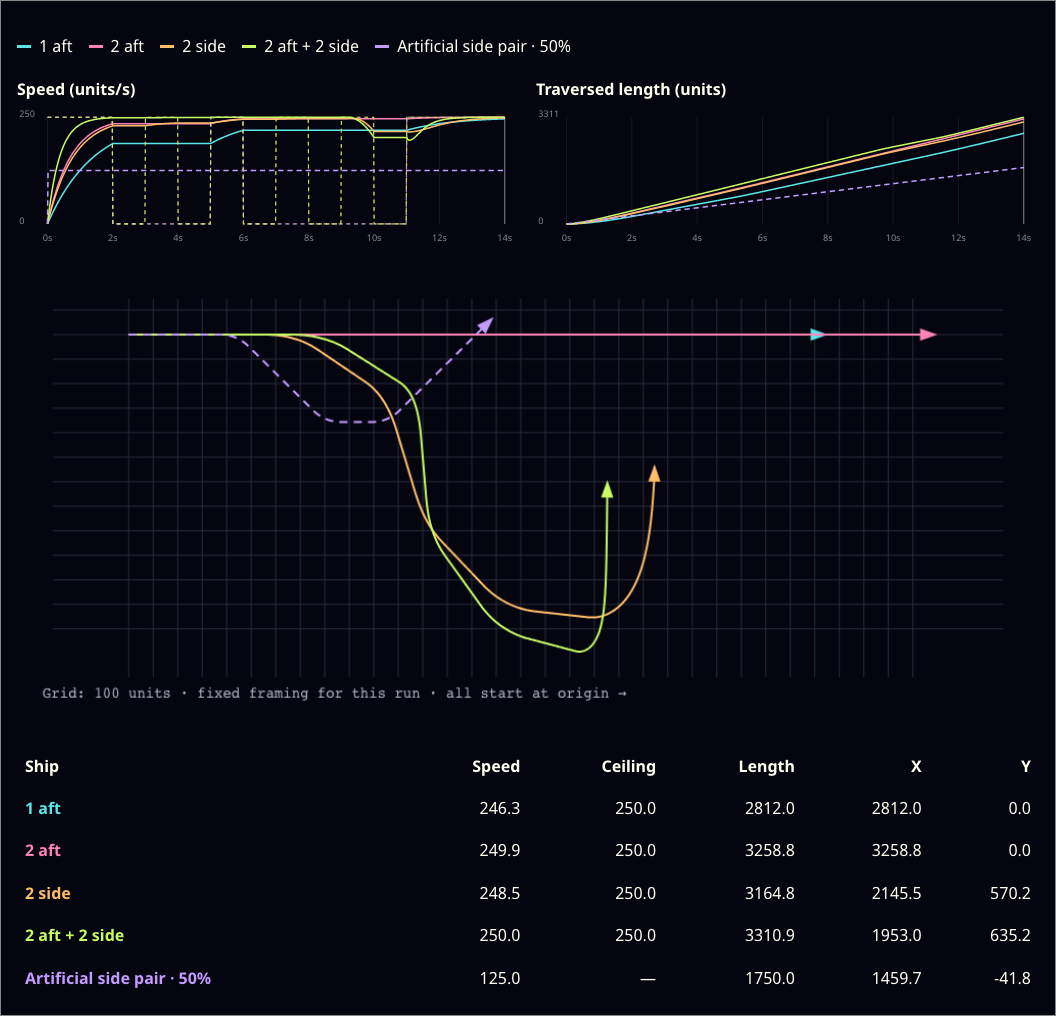 1 aft 2 aft 2 side 2 aft + 2 side Artificial side pair · 50%
Speed (units/s) Traversed length (units)
250 3311
0 0
0s 2s 4s 6s 8s 10s 12s 14s 0s 2s 4s 6s 8s 10s 12s 14s
Grid: 100 units · fixed framing for this run · all start at origin →
Ship Speed Ceiling Length X Y
1 aft 246.3 250.0 2812.0 2812.0 0.0
2 aft 249.9 250.0 3258.8 3258.8 0.0
2 side 248.5 250.0 3164.8 2145.5 570.2
2 aft + 2 side 250.0 250.0 3310.9 1953.0 635.2
Artificial side pair · 50% 125.0 — 1750.0 1459.7 -41.8